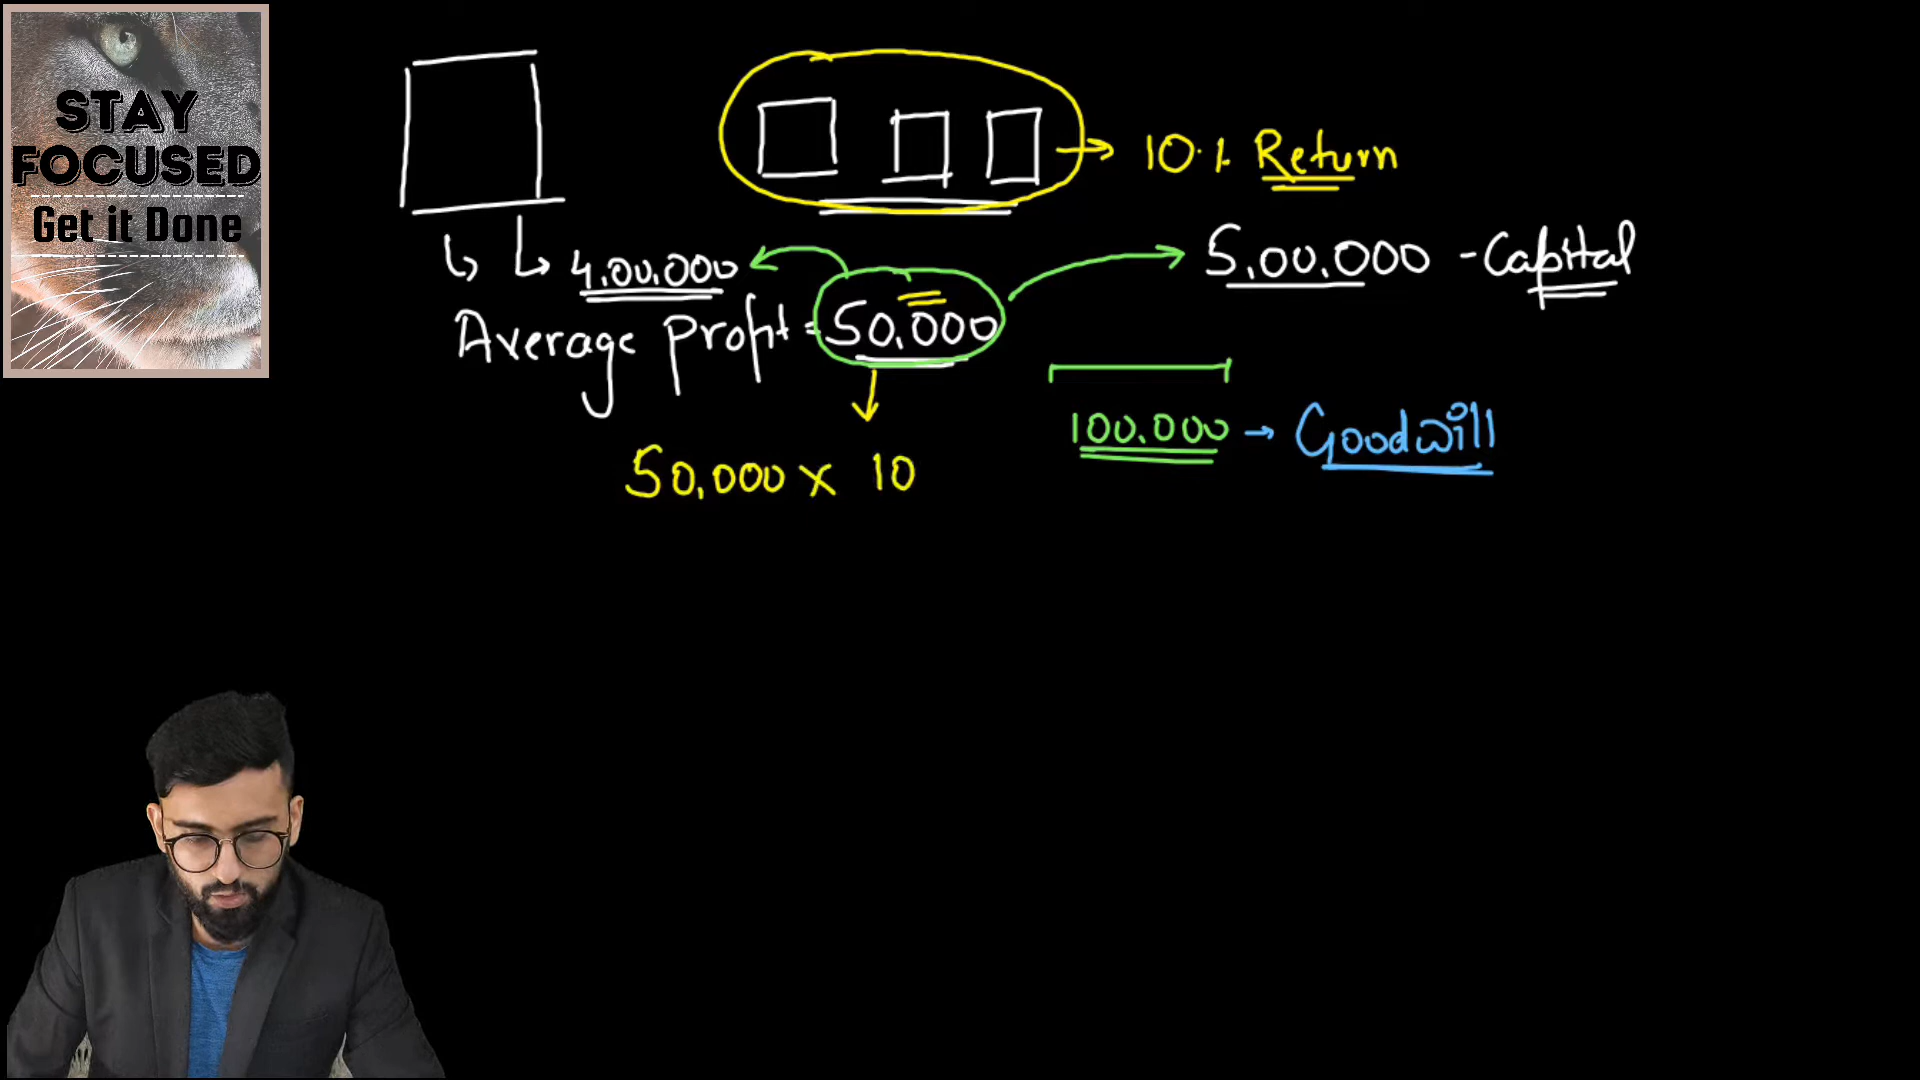 STAY
FOCUSED
Get it Done
10% Return
4,00,000
5,00,000 - Capital
Average Profit = 50,000
100,000 → Goodwill
50,000 x 10